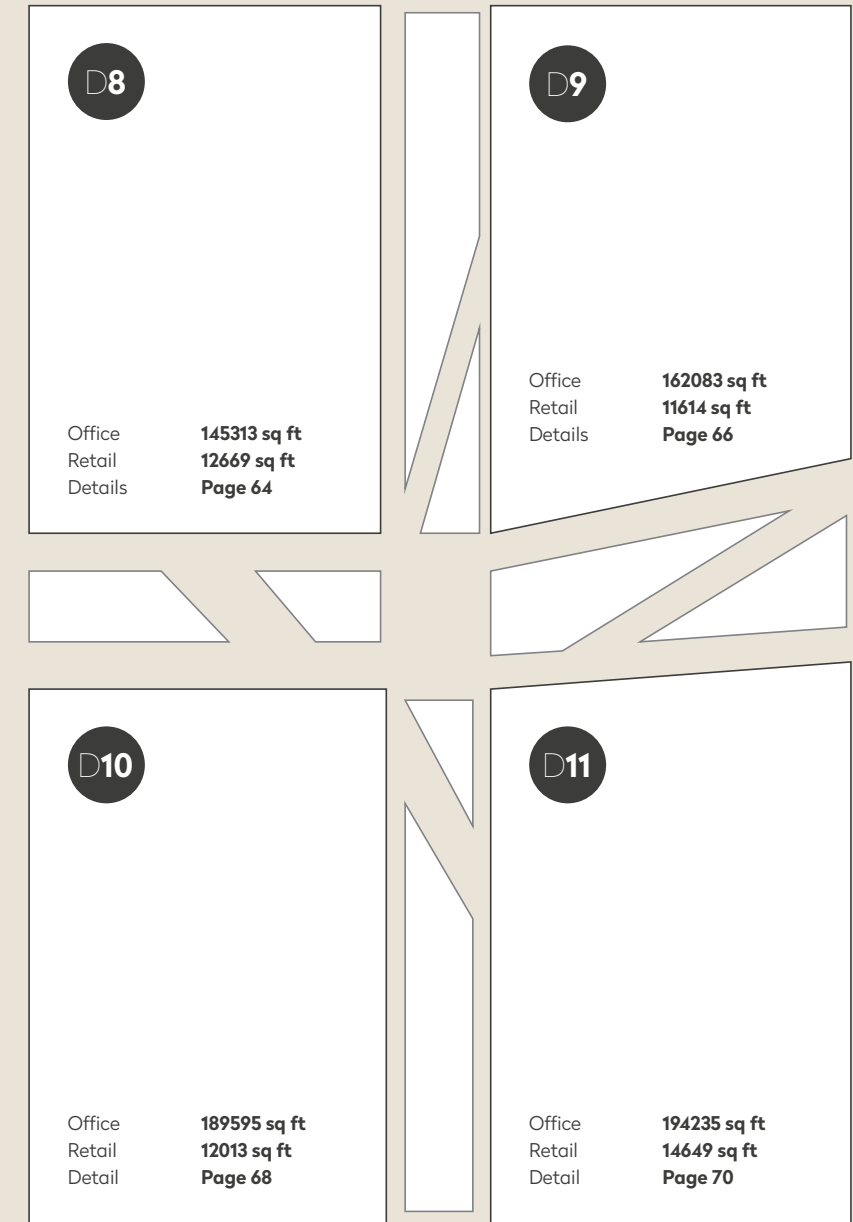 D8
Office 145313 sq ft
Retail 12669 sq ft
Details Page 64
D9
Office 162083 sq ft
Retail 11614 sq ft
Details Page 66
D10
Office 189595 sq ft
Retail 12013 sq ft
Detail Page 68
D11
Office 194235 sq ft
Retail 14649 sq ft
Detail Page 70